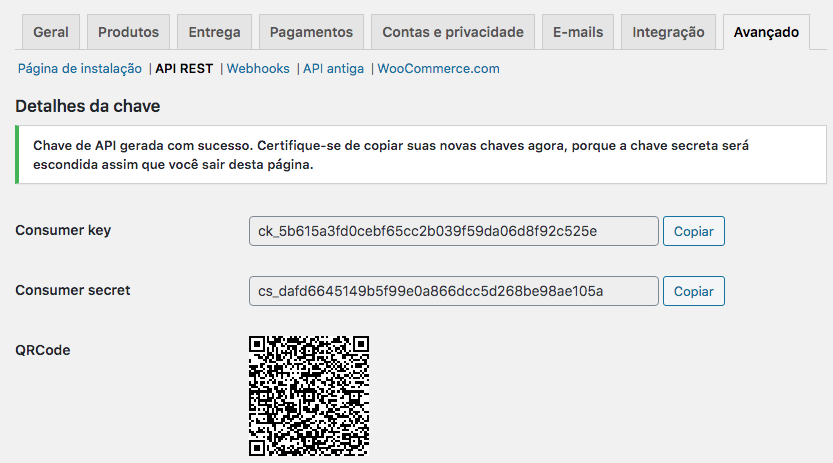 Geral Produtos Entrega Pagamentos Contas e privacidade E-mails Integração Avançado
Página de instalação | API REST | Webhooks | API antiga | WooCommerce.com
Detalhes da chave
Chave de API gerada com sucesso. Certifique-se de copiar suas novas chaves agora, porque a chave secreta será
escondida assim que você sair desta página.
Consumer key ck_5b615a3fd0cebf65cc2b039f59da06d8f92c525e Copiar
Consumer secret cs_dafd6645149b5f99e0a866dcc5d268be98ae105a Copiar
QRCode